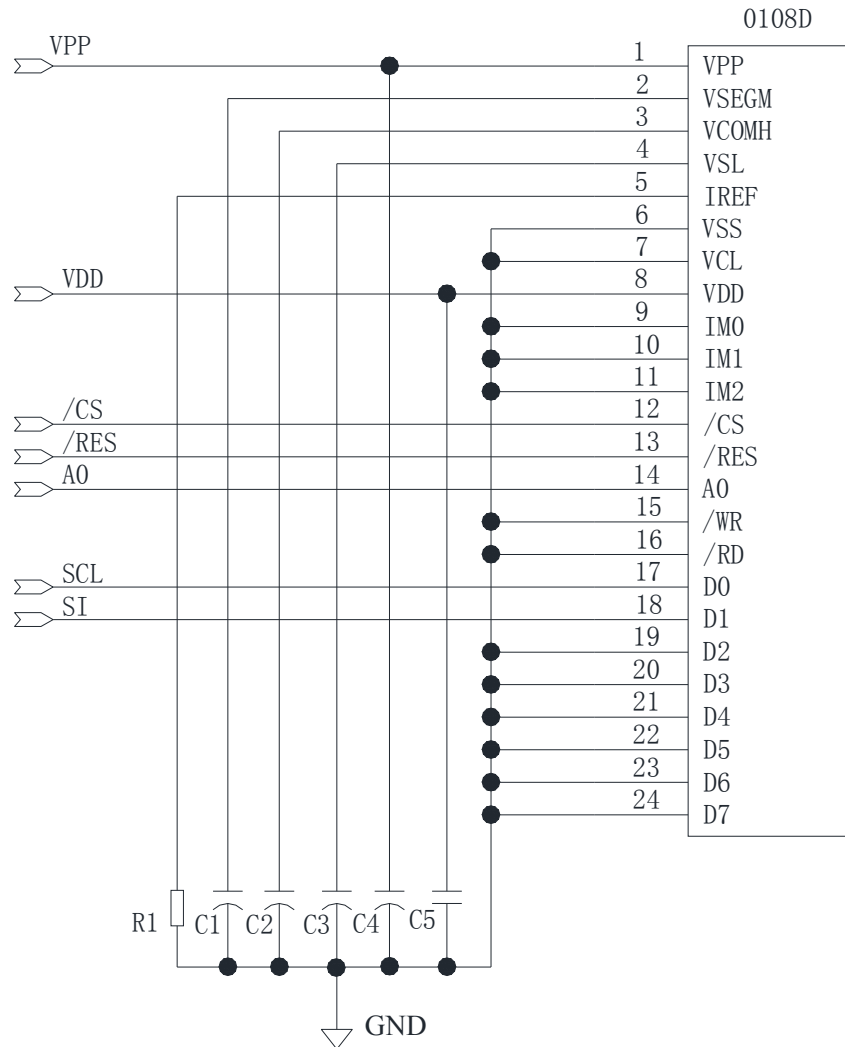 0108D
VPP 1 VPP
2 VSEGM
3 VCOMH
4 VSL
5 IREF
6 VSS
7 VCL
VDD 8 VDD
9 IM0
10 IM1
11 IM2
/CS 12 /CS
/RES 13 /RES
A0 14 A0
15 /WR
16 /RD
SCL 17 D0
SI 18 D1
19 D2
20 D3
21 D4
22 D5
23 D6
24 D7
R1 C1 C2 C3 C4 C5
GND